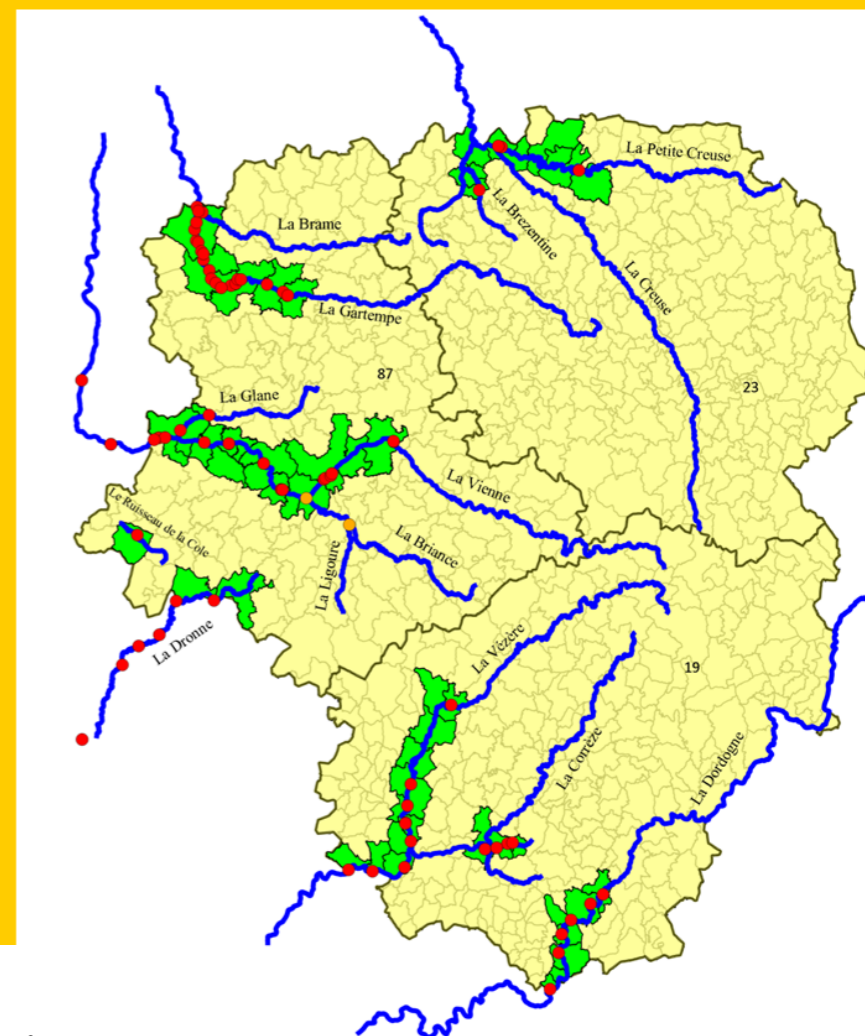 La Petite Creuse
La Brezentine
La Brame
La Creuse
La Gartempe
87
23
La Glane
La Vienne
Le Ruisseau de la Cole
La Briance
La Ligoure
La Dronne
La Vézère
19
La Corrèze
La Dordogne